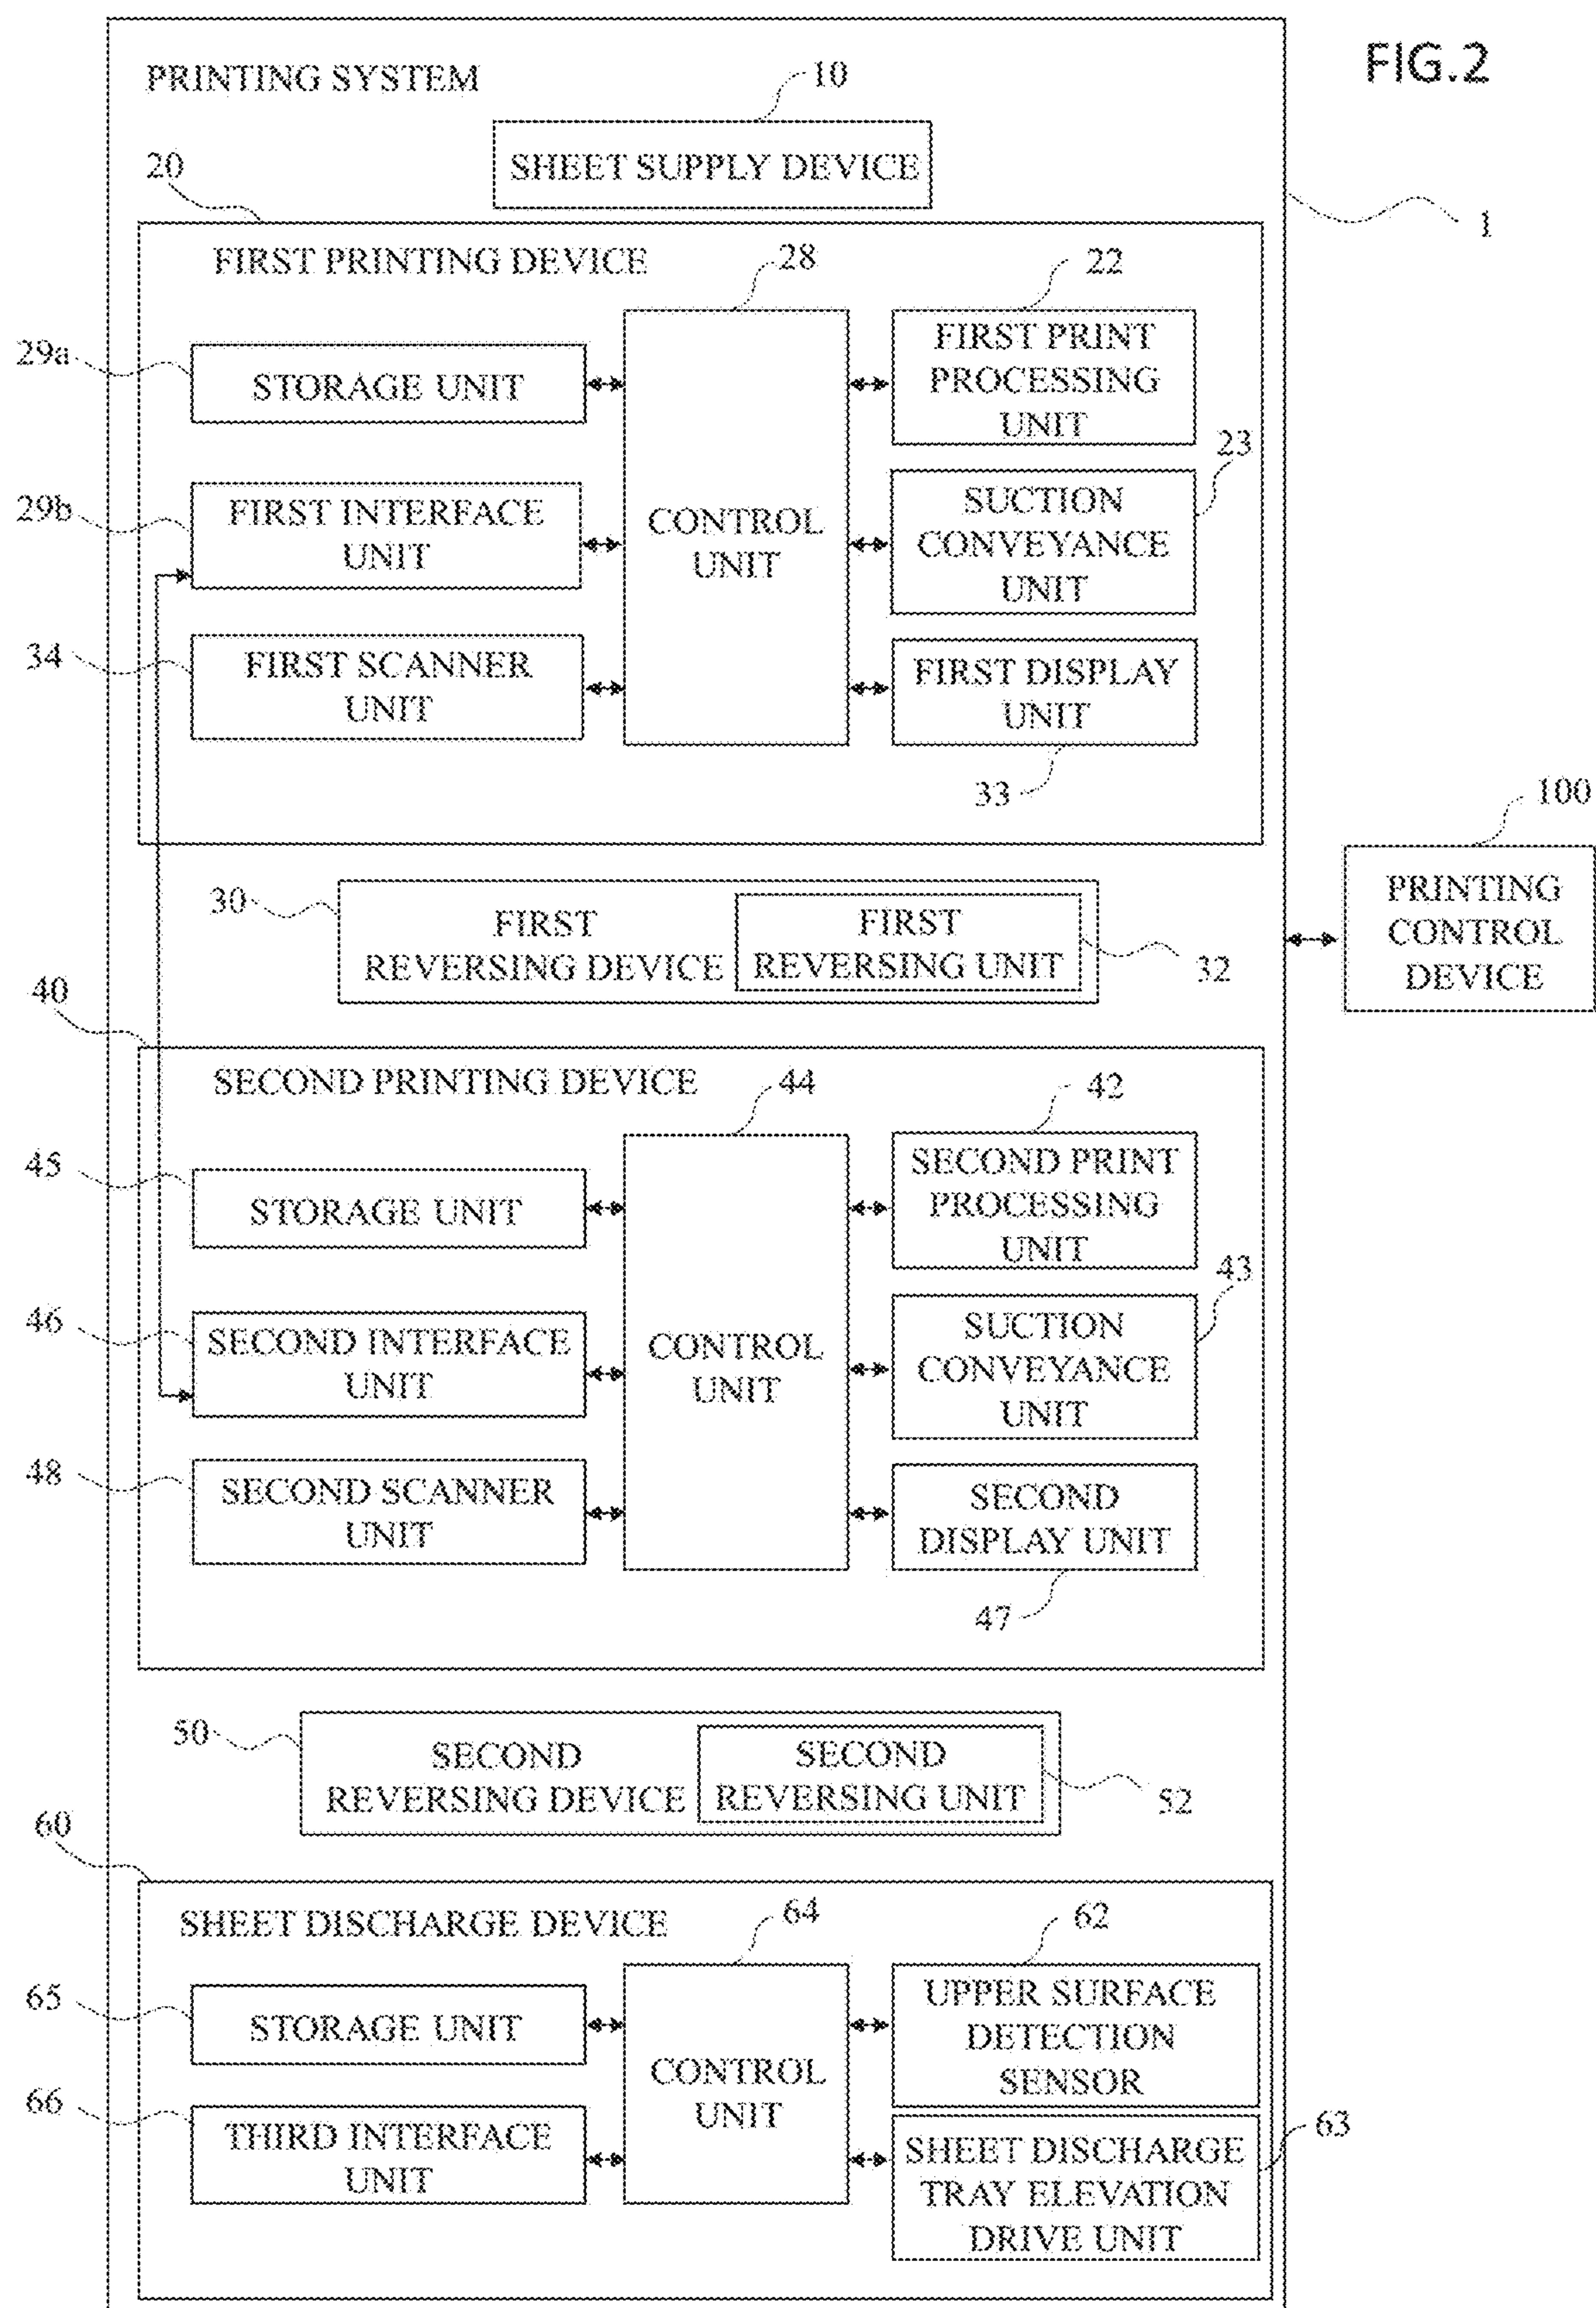 FIG.2
PRINTING SYSTEM
10
SHEET SUPPLY DEVICE
20
1
FIRST PRINTING DEVICE
28
22
29a
STORAGE UNIT
FIRST PRINT
PROCESSING
UNIT
23
29b
FIRST INTERFACE
UNIT
CONTROL
UNIT
SUCTION
CONVEYANCE
UNIT
34
FIRST SCANNER
UNIT
FIRST DISPLAY
UNIT
33
100
PRINTING
CONTROL
DEVICE
30
FIRST
REVERSING DEVICE
FIRST
REVERSING UNIT
32
40
SECOND PRINTING DEVICE
44
42
45
STORAGE UNIT
SECOND PRINT
PROCESSING
UNIT
43
46
SECOND INTERFACE
UNIT
CONTROL
UNIT
SUCTION
CONVEYANCE
UNIT
48
SECOND SCANNER
UNIT
SECOND
DISPLAY UNIT
47
50
SECOND
REVERSING DEVICE
SECOND
REVERSING UNIT
52
60
SHEET DISCHARGE DEVICE
64
62
65
STORAGE UNIT
UPPER SURFACE
DETECTION
SENSOR
66
THIRD INTERFACE
UNIT
CONTROL
UNIT
SHEET DISCHARGE
TRAY ELEVATION
DRIVE UNIT
63